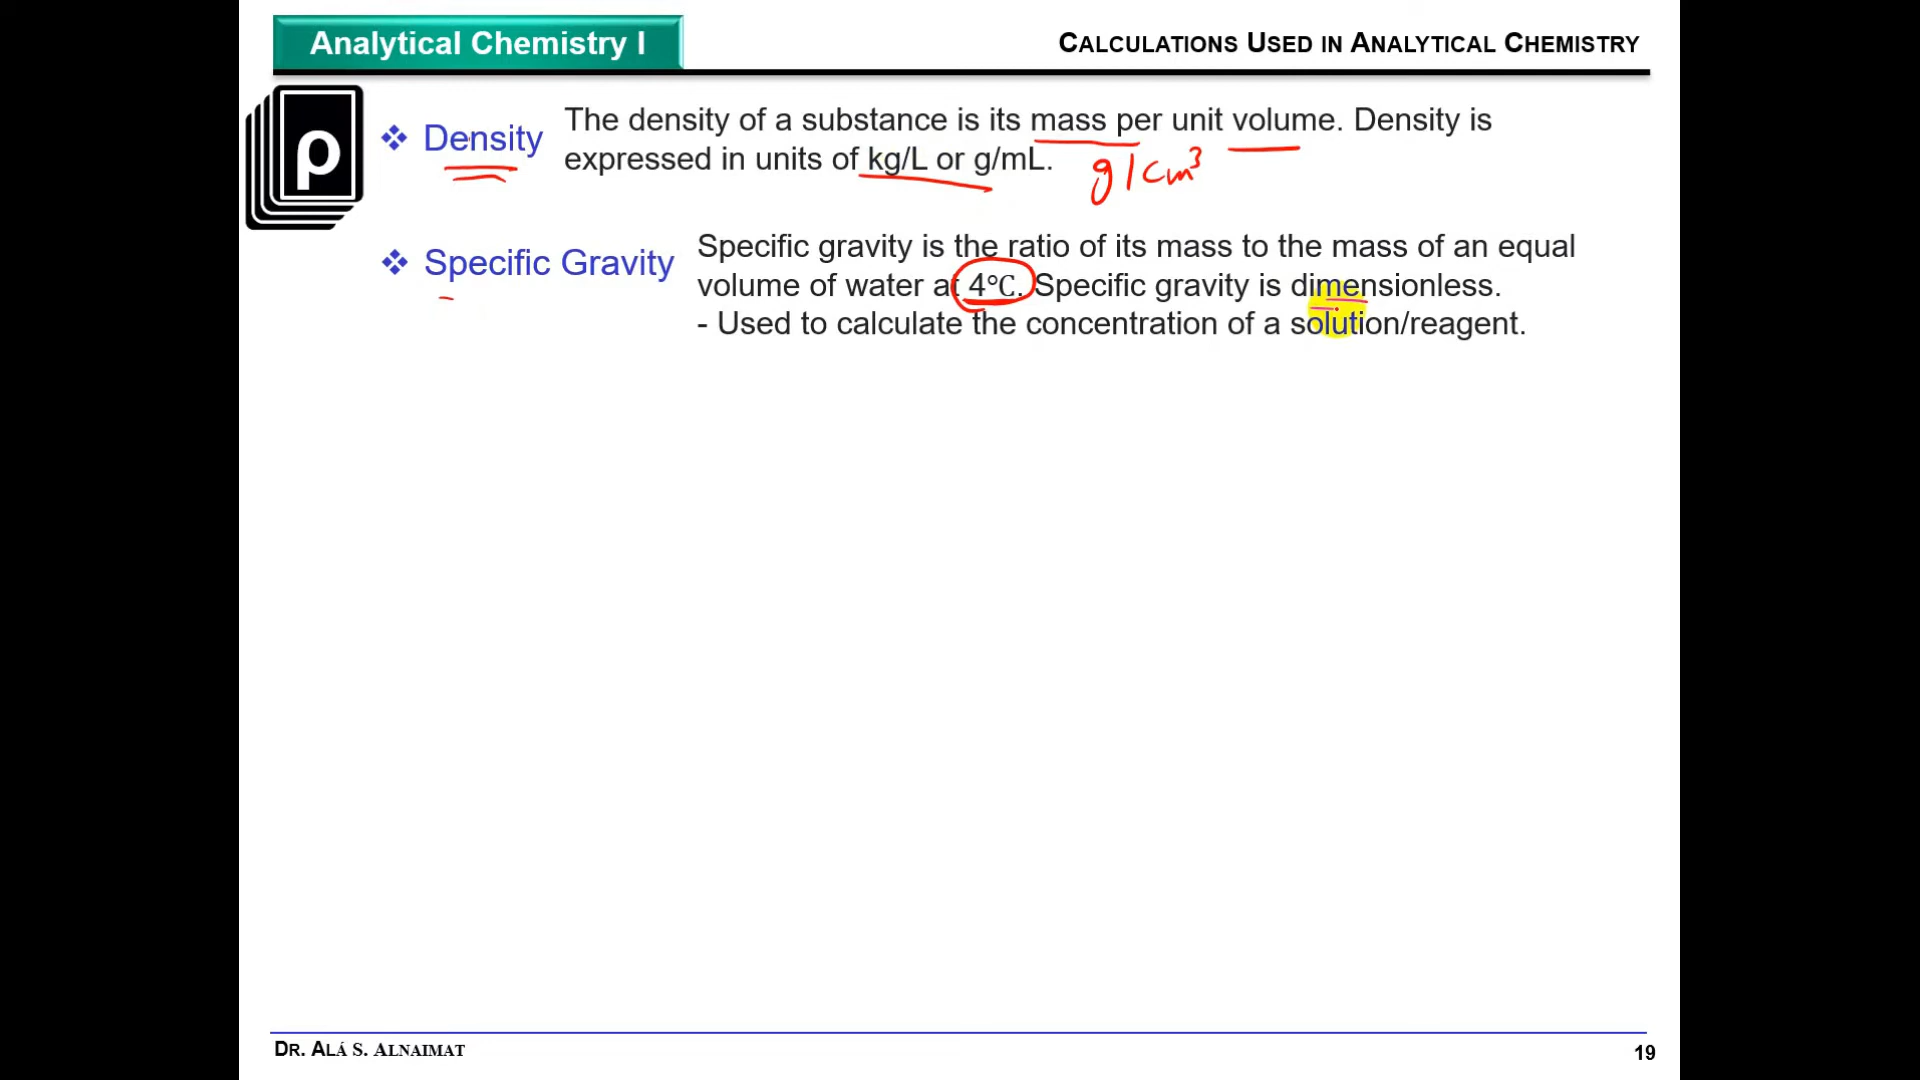 Analytical Chemistry I
CALCULATIONS USED IN ANALYTICAL CHEMISTRY
ρ
❖ Density
The density of a substance is its mass per unit volume. Density is
expressed in units of kg/L or g/mL.
g/cm³
❖ Specific Gravity
Specific gravity is the ratio of its mass to the mass of an equal
volume of water at 4°C. Specific gravity is dimensionless.
- Used to calculate the concentration of a solution/reagent.
DR. ALÁ S. ALNAIMAT
19